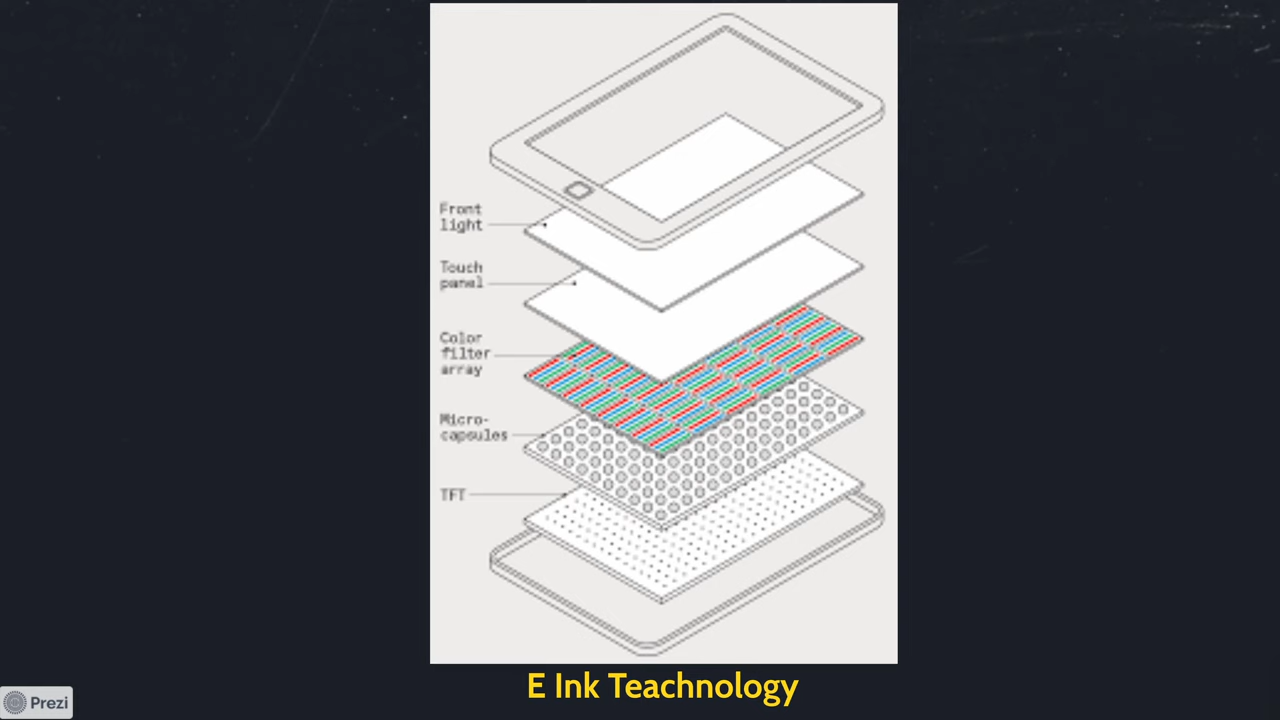 Front
light
Touch
panel
Color
filter
array
Micro-
capsules
TFT
E Ink Teachnology
Prezi